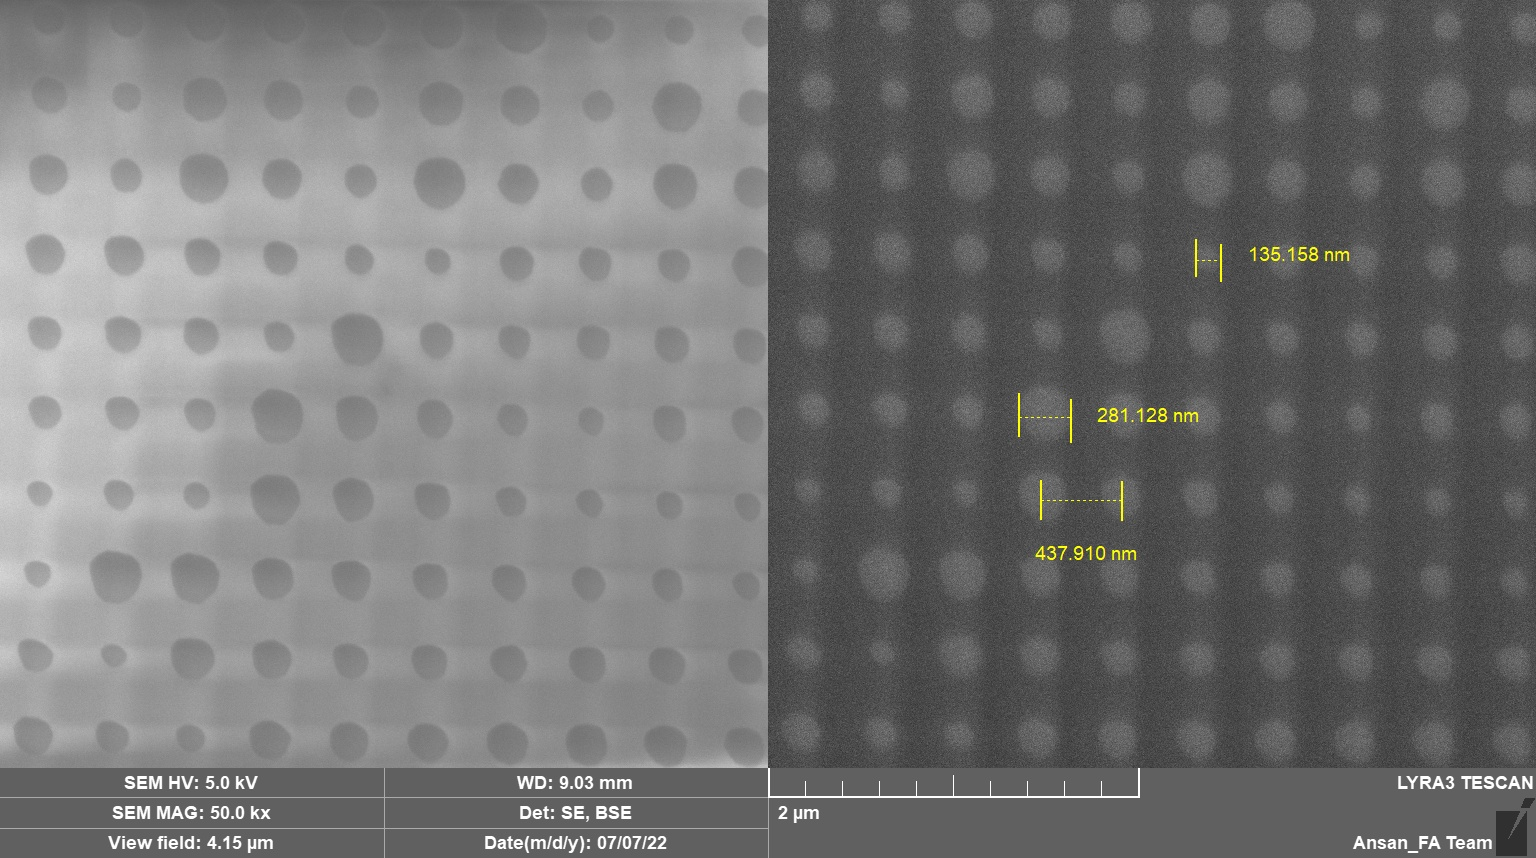 135.158 nm
281.128 nm
437.910 nm
SEM HV: 5.0 kV
WD: 9.03 mm
LYRA3 TESCAN
SEM MAG: 50.0 kx
Det: SE, BSE
2 µm
View field: 4.15 µm
Date(m/d/y): 07/07/22
Ansan_FA Team